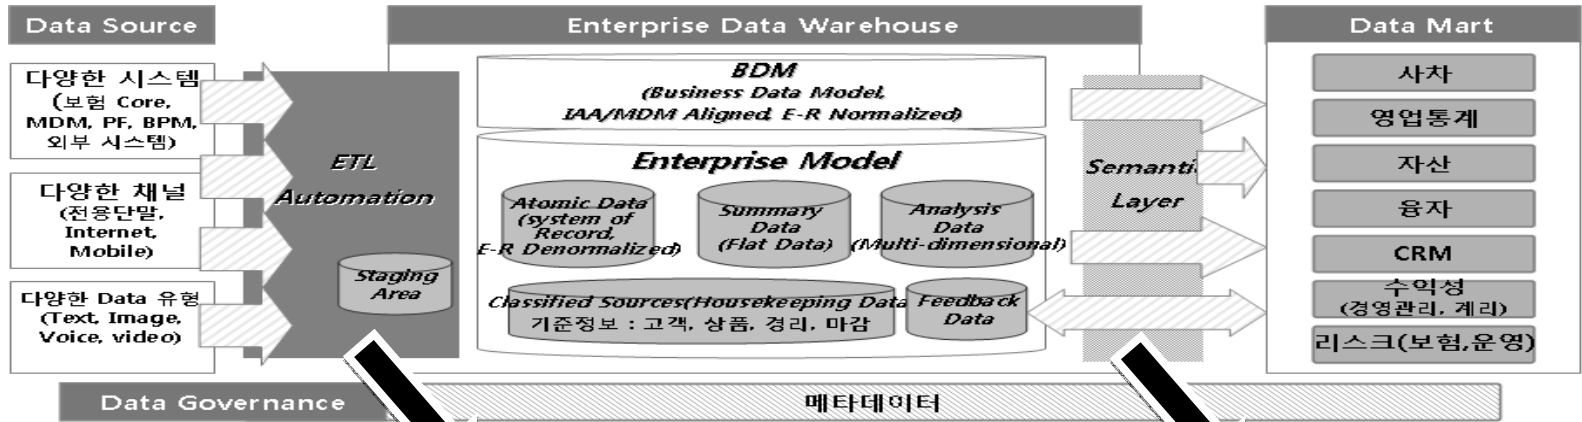 Data Source
다양한 시스템
(보험 Core,
MDM, PF, BPM,
외부 시스템)
다양한 채널
(전용단말,
Internet,
Mobile)
다양한 Data 유형
(Text, Image,
Voice, video)
ETL
Automation
Staging
Area
Enterprise Data Warehouse
BDM
(Business Data Model,
IAA/MDM Aligned, E-R Normalized)
Enterprise Model
Atomic Data
(system of
Record,
E-R Denormalized)
Summary
Data
(Flat Data)
Analysis
Data
(Multi-dimensional)
Classified Sources(Housekeeping Data
기준정보 : 고객, 상품, 경리, 마감
Feedback
Data
Semantic
Layer
Data Mart
사차
영업통계
자산
융자
CRM
수익성
(경영관리, 계리)
리스크(보험,운영)
Data Governance
메타데이터